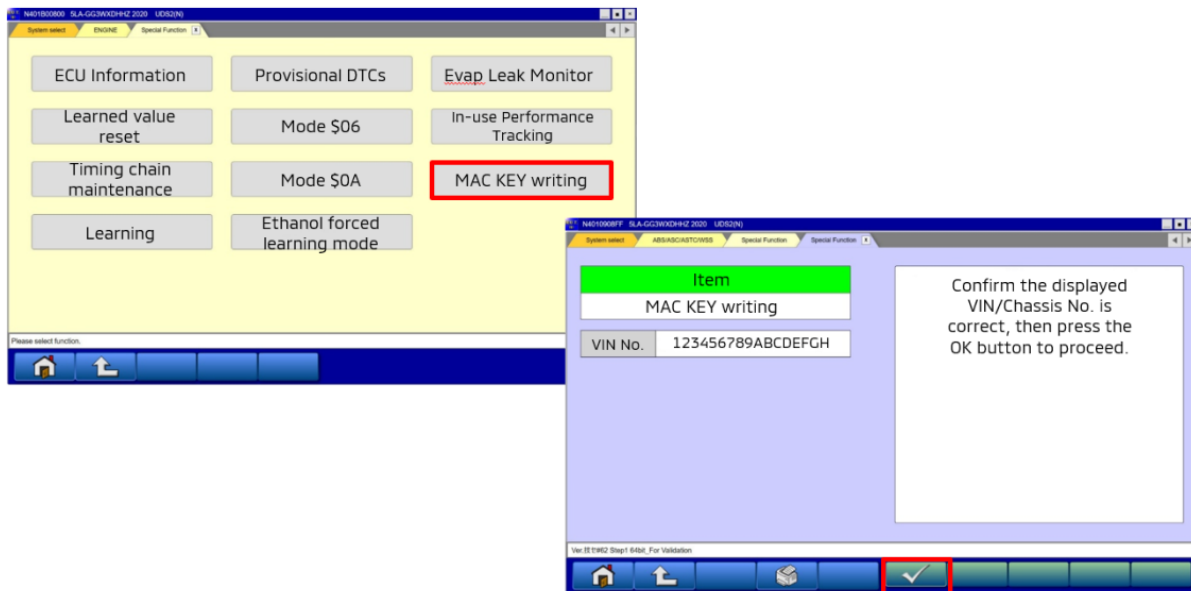 N401B00800 5LA-GG3WXDHHZ 2020 UDS2(N)
System select ENGINE Special Function
ECU Information
Provisional DTCs
Evap Leak Monitor
Learned value
reset
Mode $06
In-use Performance
Tracking
Timing chain
maintenance
Mode $0A
MAC KEY writing
Learning
Ethanol forced
learning mode
Please select function.
N4010908FF 5LA-GG3WXDHHZ 2020 UDS2(N)
System select ABS/ASC/ASTC/WSS Special Function Special Function
Item
MAC KEY writing
VIN No. 123456789ABCDEFGH
Confirm the displayed
VIN/Chassis No. is
correct, then press the
OK button to proceed.
#62 Step1 64bit_For Validation